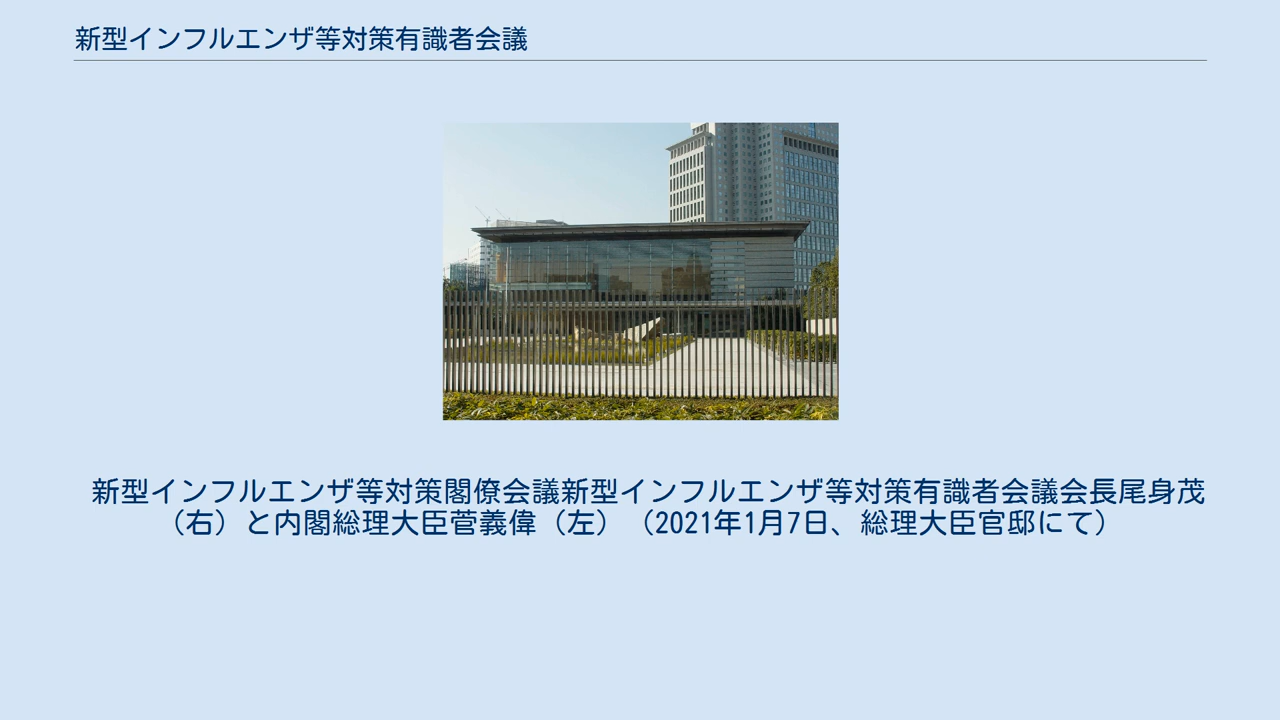 新型インフルエンザ等対策有識者会議
新型インフルエンザ等対策閣僚会議新型インフルエンザ等対策有識者会議会長尾身茂
（右）と内閣総理大臣菅義偉（左）（2021年1月7日、総理大臣官邸にて）